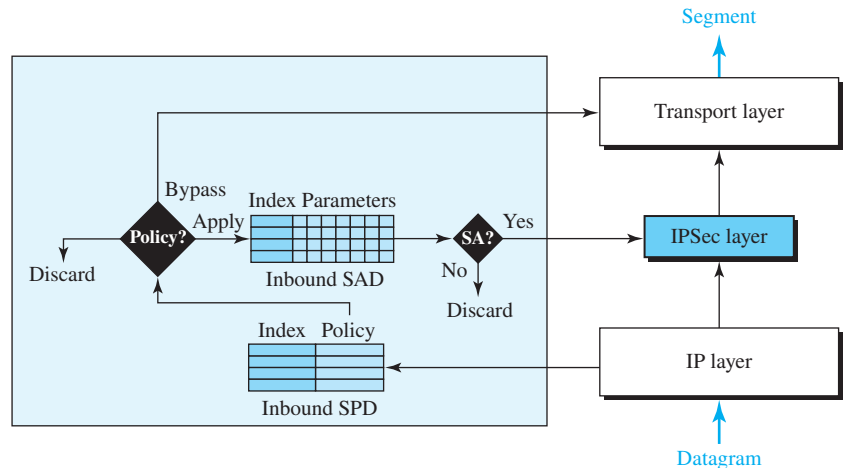 Segment
Transport layer
Bypass
Index Parameters
Policy?
Apply
SA?
Yes
IPSec layer
Discard
Inbound SAD
No
Discard
Index Policy
IP layer
Inbound SPD
Datagram